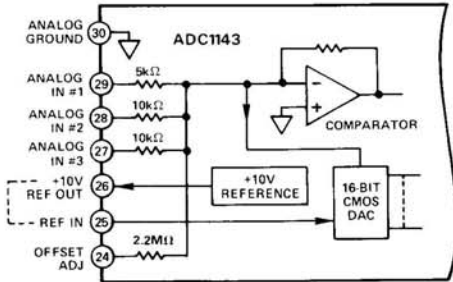 ANALOG
GROUND
30
ADC1143
ANALOG
IN #1
29
5kΩ
ANALOG
IN #2
28
10kΩ
ANALOG
IN #3
27
10kΩ
−
+
COMPARATOR
+10V
REF OUT
26
+10V
REFERENCE
16-BIT
CMOS
DAC
REF IN
25
OFFSET
ADJ
24
2.2MΩ